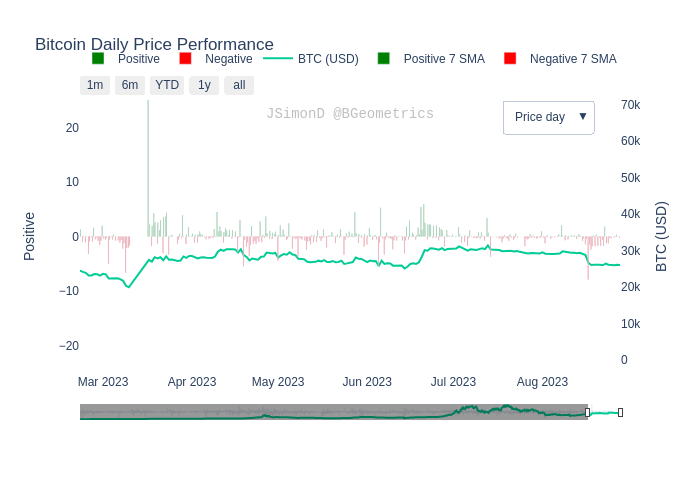 Bitcoin Daily Price Performance
Positive Negative BTC (USD) Positive 7 SMA Negative 7 SMA
1m 6m YTD 1y all
JSimonD @BGeometrics
Price day ▼
Positive
20
10
0
−10
−20
70k
60k
50k
40k
30k
20k
10k
0
BTC (USD)
Mar 2023 Apr 2023 May 2023 Jun 2023 Jul 2023 Aug 2023